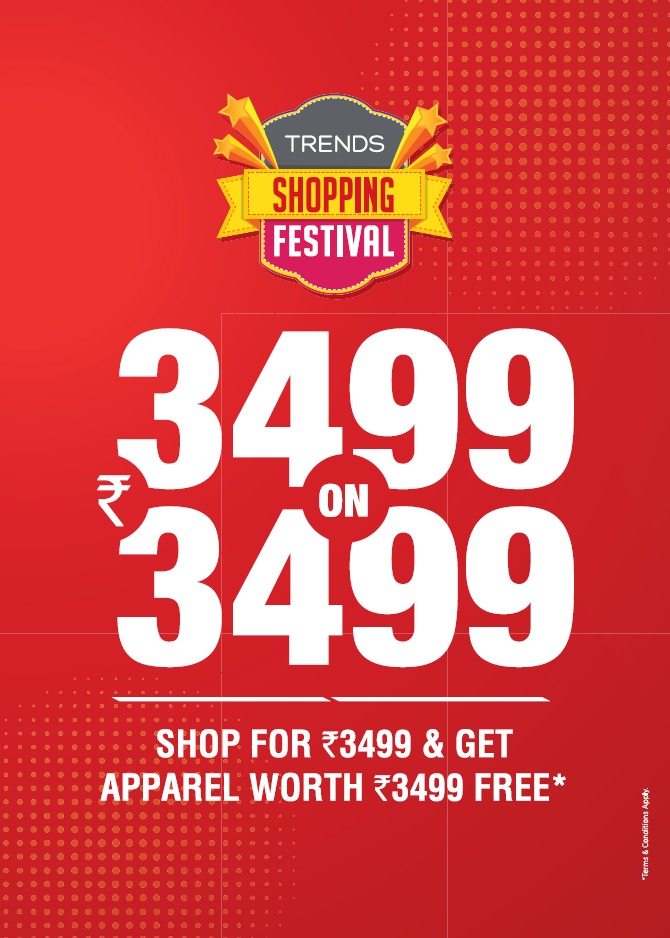 TRENDS
SHOPPING
FESTIVAL
3499
₹ ON
3499
SHOP FOR ₹3499 & GET
APPAREL WORTH ₹3499 FREE*
*Terms & Conditions Apply.